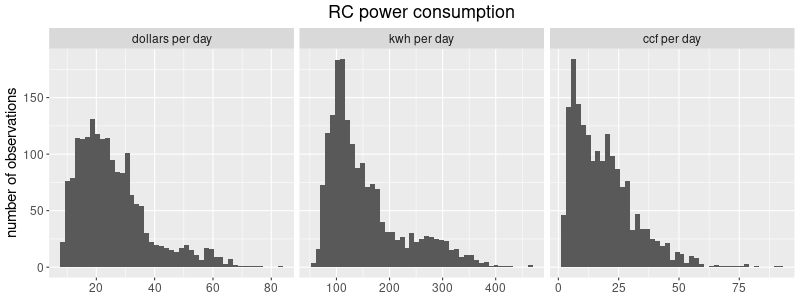 RC power consumption
dollars per day
kwh per day
ccf per day
number of observations
150
100
50
0
20 40 60 80
100 200 300 400
0 25 50 75